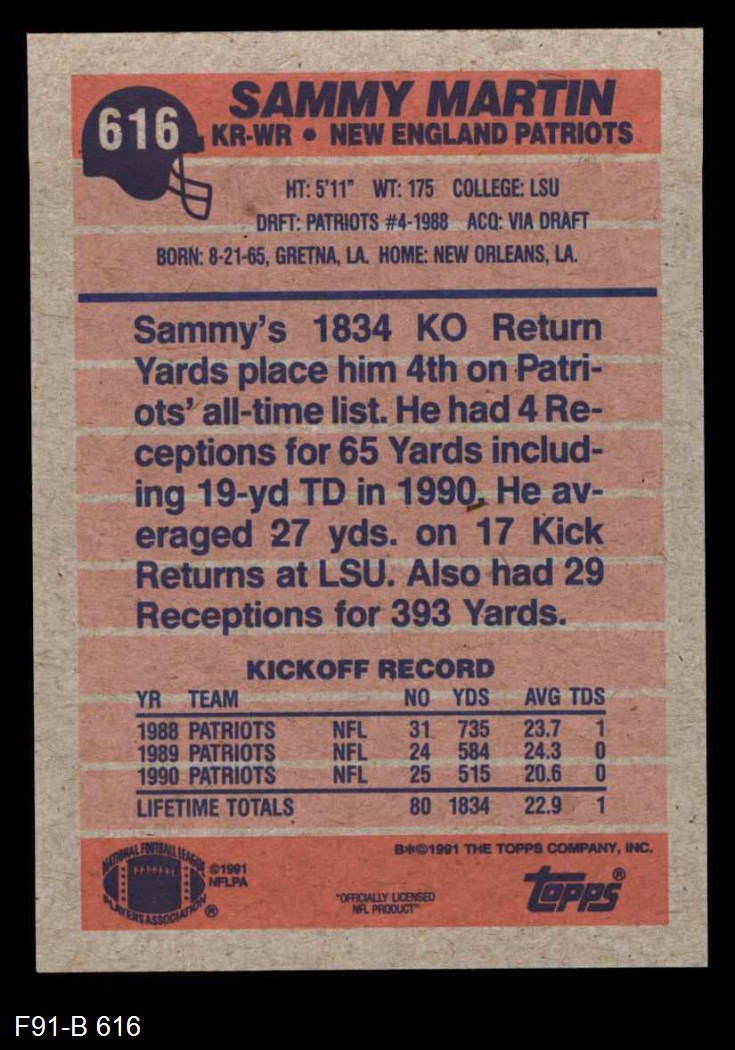 616
SAMMY MARTIN
KR-WR • NEW ENGLAND PATRIOTS
HT: 5'11" WT: 175 COLLEGE: LSU
DRFT: PATRIOTS #4-1988 ACQ: VIA DRAFT
BORN: 8-21-65, GRETNA, LA. HOME: NEW ORLEANS, LA.
Sammy's 1834 KO Return
Yards place him 4th on Patri-
ots' all-time list. He had 4 Re-
ceptions for 65 Yards includ-
ing 19-yd TD in 1990. He av-
eraged 27 yds. on 17 Kick
Returns at LSU. Also had 29
Receptions for 393 Yards.
KICKOFF RECORD
YR TEAM NO YDS AVG TDS
1988 PATRIOTS NFL 31 735 23.7 1
1989 PATRIOTS NFL 24 584 24.3 0
1990 PATRIOTS NFL 25 515 20.6 0
LIFETIME TOTALS 80 1834 22.9 1
B*©1991 THE TOPPS COMPANY, INC.
NATIONAL FOOTBALL LEAGUE
PLAYERS ASSOCIATION ®
©1991
NFLPA
"OFFICIALLY LICENSED
NFL PRODUCT"
topps®
F91-B 616